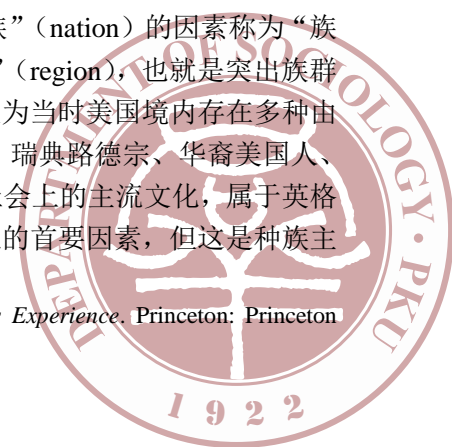 族”（nation）的因素称为“族
”（region），也就是突出族群
为当时美国境内存在多种由
瑞典路德宗、华裔美国人、
会上的主流文化，属于英格
的首要因素，但这是种族主
Experience. Princeton: Princeton
DEPARTMENT OF SOCIOLOGY · PKU
1922